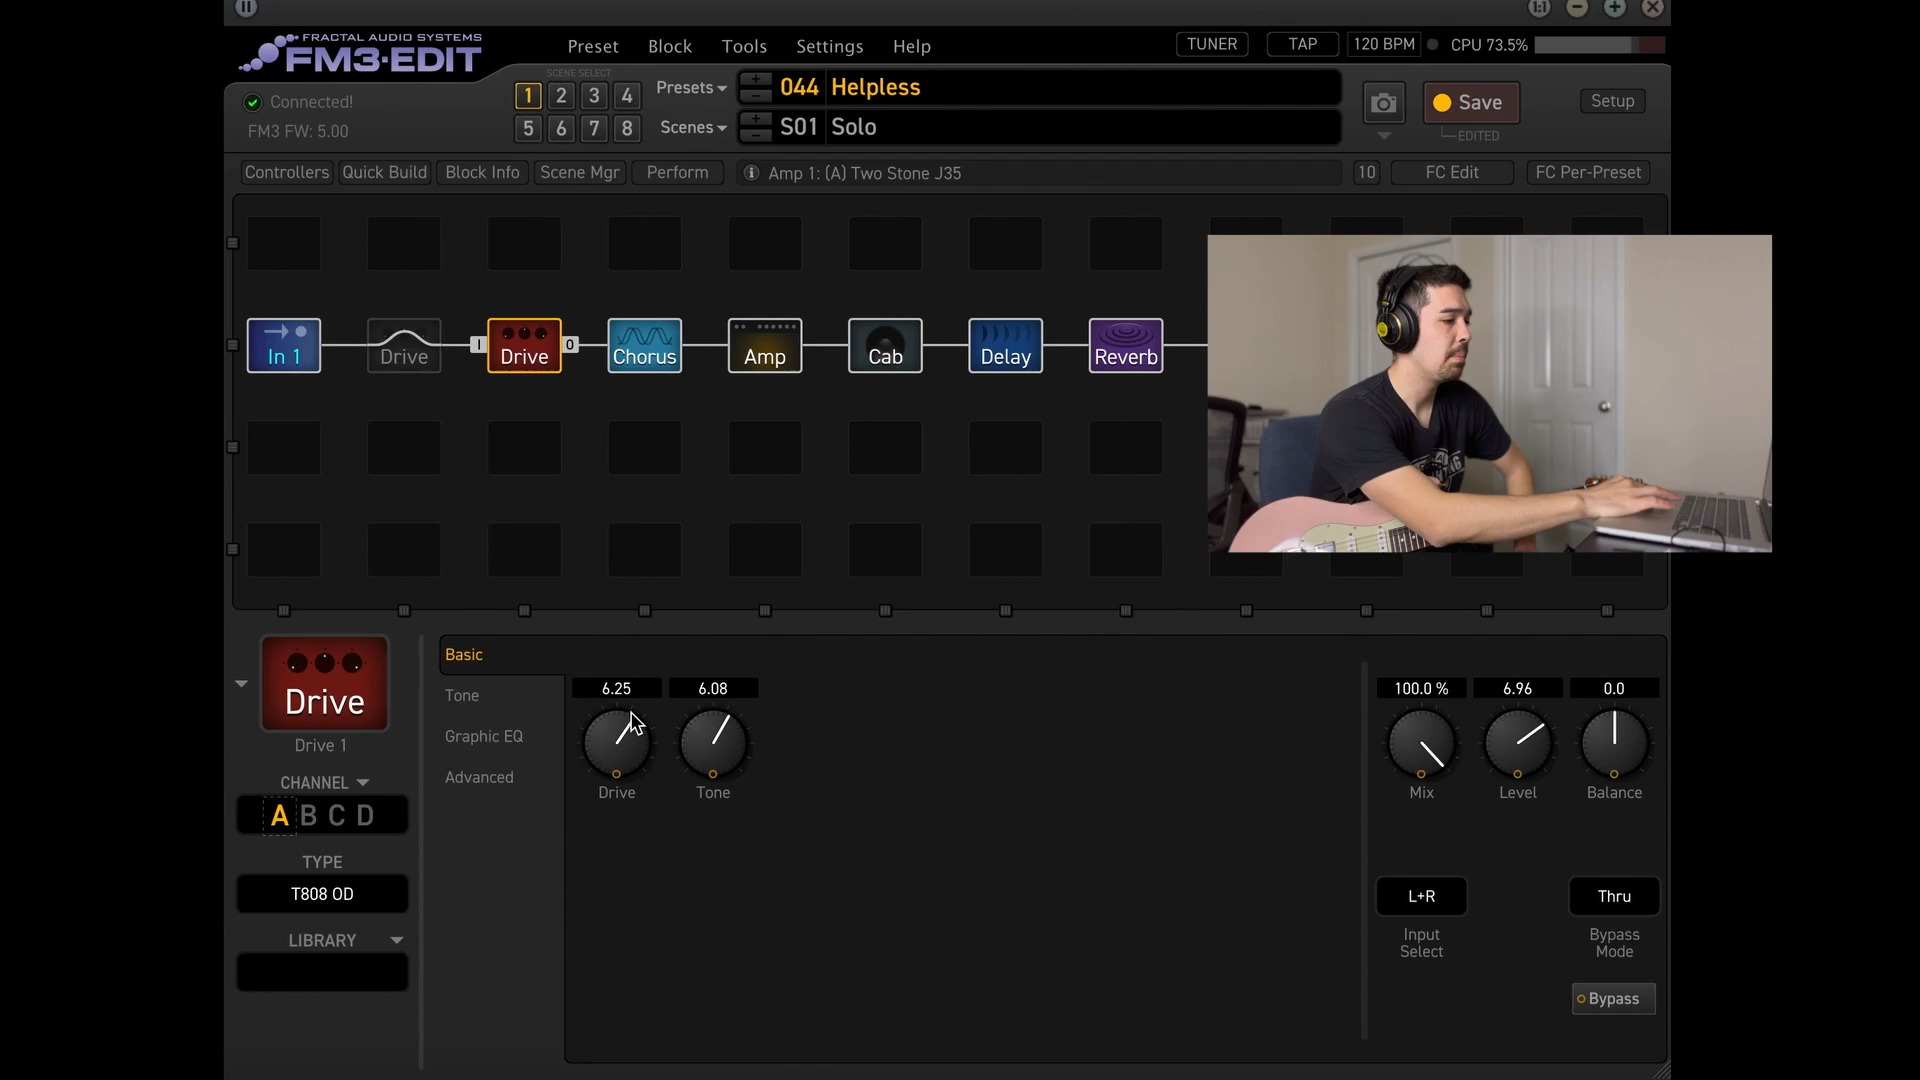 1:1
FRACTAL AUDIO SYSTEMS
FM3-EDIT
Preset Block Tools Settings Help
TUNER TAP 120 BPM CPU 73.5%
Connected!
FM3 FW: 5.00
SCENE SELECT
1 2 3 4
5 6 7 8
Presets + - 044 Helpless
Scenes + - S01 Solo
Save
EDITED
Setup
Controllers Quick Build Block Info Scene Mgr Perform
Amp 1: (A) Two Stone J35
10 FC Edit FC Per-Preset
In 1 Drive I Drive O Chorus Amp Cab Delay Reverb
Drive
Drive 1
CHANNEL
A B C D
TYPE
T808 OD
LIBRARY
Basic
Tone
Graphic EQ
Advanced
6.25 6.08
Drive Tone
100.0 % 6.96 0.0
Mix Level Balance
L+R Thru
Input Select
Bypass Mode
Bypass